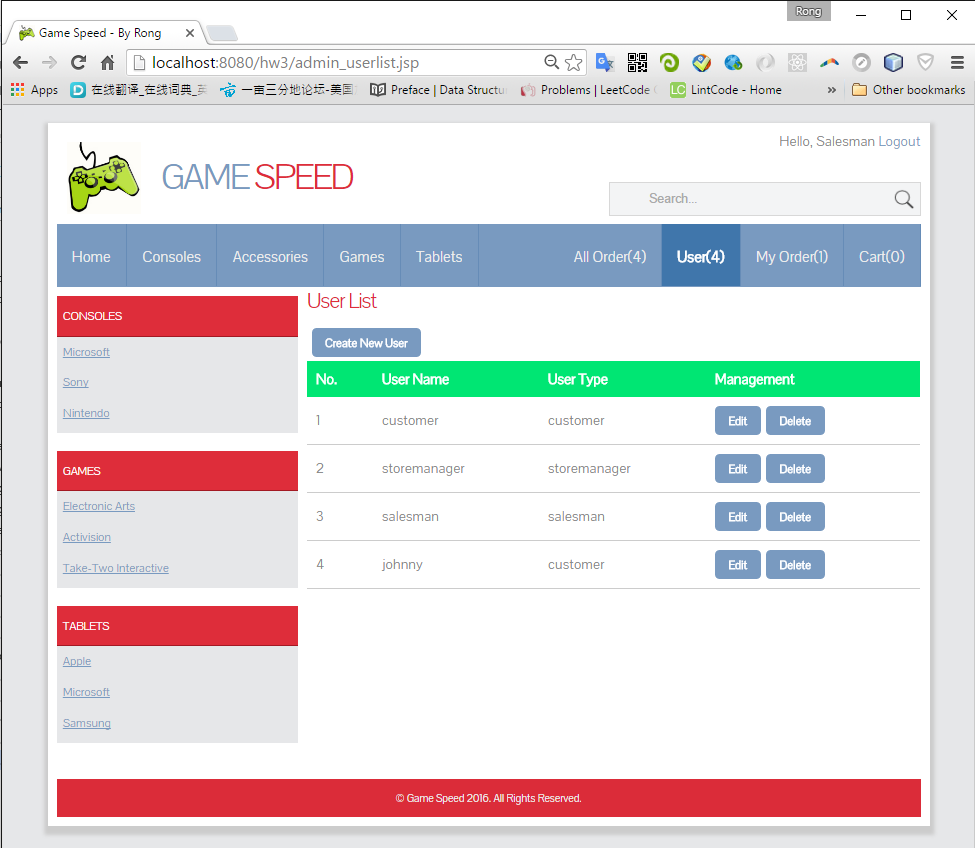 Rong
Game Speed - By Rong
localhost:8080/hw3/admin_userlist.jsp
Apps 在线翻译_在线词典_ 一亩三分地论坛-美国 Preface | Data Structu Problems | LeetCode LC LintCode - Home » Other bookmarks
Hello, Salesman Logout
GAME SPEED
Search...
Home Consoles Accessories Games Tablets All Order(4) User(4) My Order(1) Cart(0)
CONSOLES
Microsoft
Sony
Nintendo
GAMES
Electronic Arts
Activision
Take-Two Interactive
TABLETS
Apple
Microsoft
Samsung
User List
Create New User
No. User Name User Type Management
1 customer customer Edit Delete
2 storemanager storemanager Edit Delete
3 salesman salesman Edit Delete
4 johnny customer Edit Delete
© Game Speed 2016. All Rights Reserved.